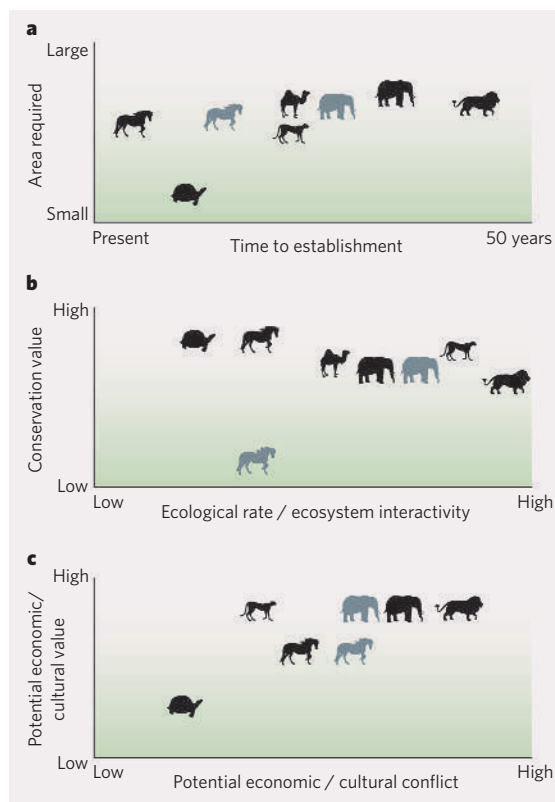 a
Large
Area required
Small
Present
Time to establishment
50 years
b
High
Conservation value
Low
Low
Ecological rate / ecosystem interactivity
High
c
High
Potential economic/
cultural value
Low
Low
Potential economic / cultural conflict
High